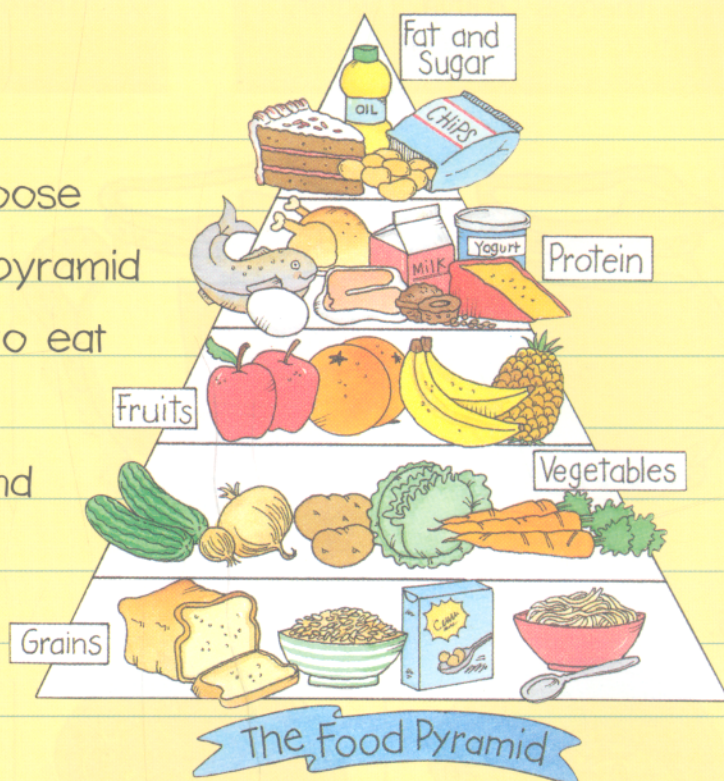 Fat and
Sugar
OIL
CHiPS
oose
pyramid
o eat
nd
Milk
Yogurt
Protein
Fruits
Vegetables
Grains
The Food Pyramid